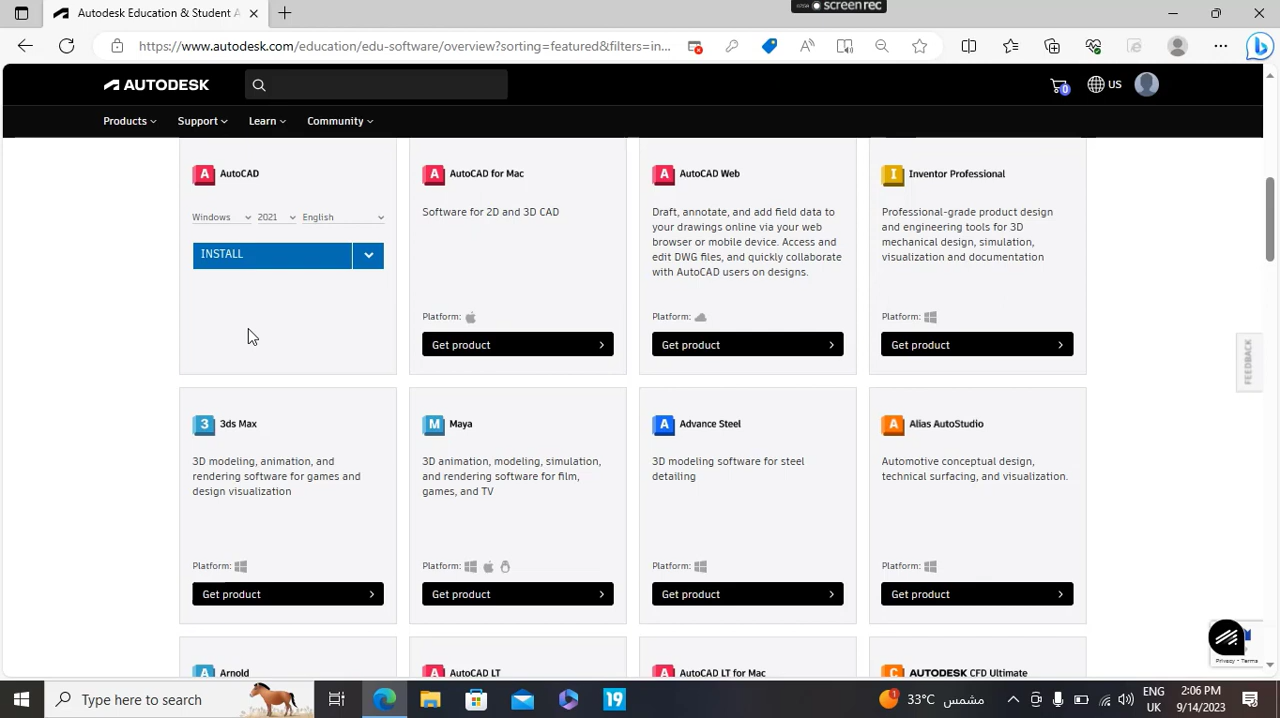 Autodesk Education & Student A
screen rec
https://www.autodesk.com/education/edu-software/overview?sorting=featured&filters=in...
AUTODESK
0
US
Products
Support
Learn
Community
A AutoCAD
Windows 2021 English
INSTALL
A AutoCAD for Mac
Software for 2D and 3D CAD
Platform:
Get product
A AutoCAD Web
Draft, annotate, and add field data to
your drawings online via your web
browser or mobile device. Access and
edit DWG files, and quickly collaborate
with AutoCAD users on designs.
Platform:
Get product
I Inventor Professional
Professional-grade product design
and engineering tools for 3D
mechanical design, simulation,
visualization and documentation
Platform:
Get product
FEEDBACK
3 3ds Max
3D modeling, animation, and
rendering software for games and
design visualization
Platform:
Get product
M Maya
3D animation, modeling, simulation,
and rendering software for film,
games, and TV
Platform:
Get product
A Advance Steel
3D modeling software for steel
detailing
Platform:
Get product
A Alias AutoStudio
Automotive conceptual design,
technical surfacing, and visualization.
Platform:
Get product
A Arnold
A AutoCAD LT
A AutoCAD LT for Mac
C AUTODESK CFD Ultimate
Privacy - Terms
Type here to search
19
1
33°C مشمس
ENG
UK
2:06 PM
9/14/2023